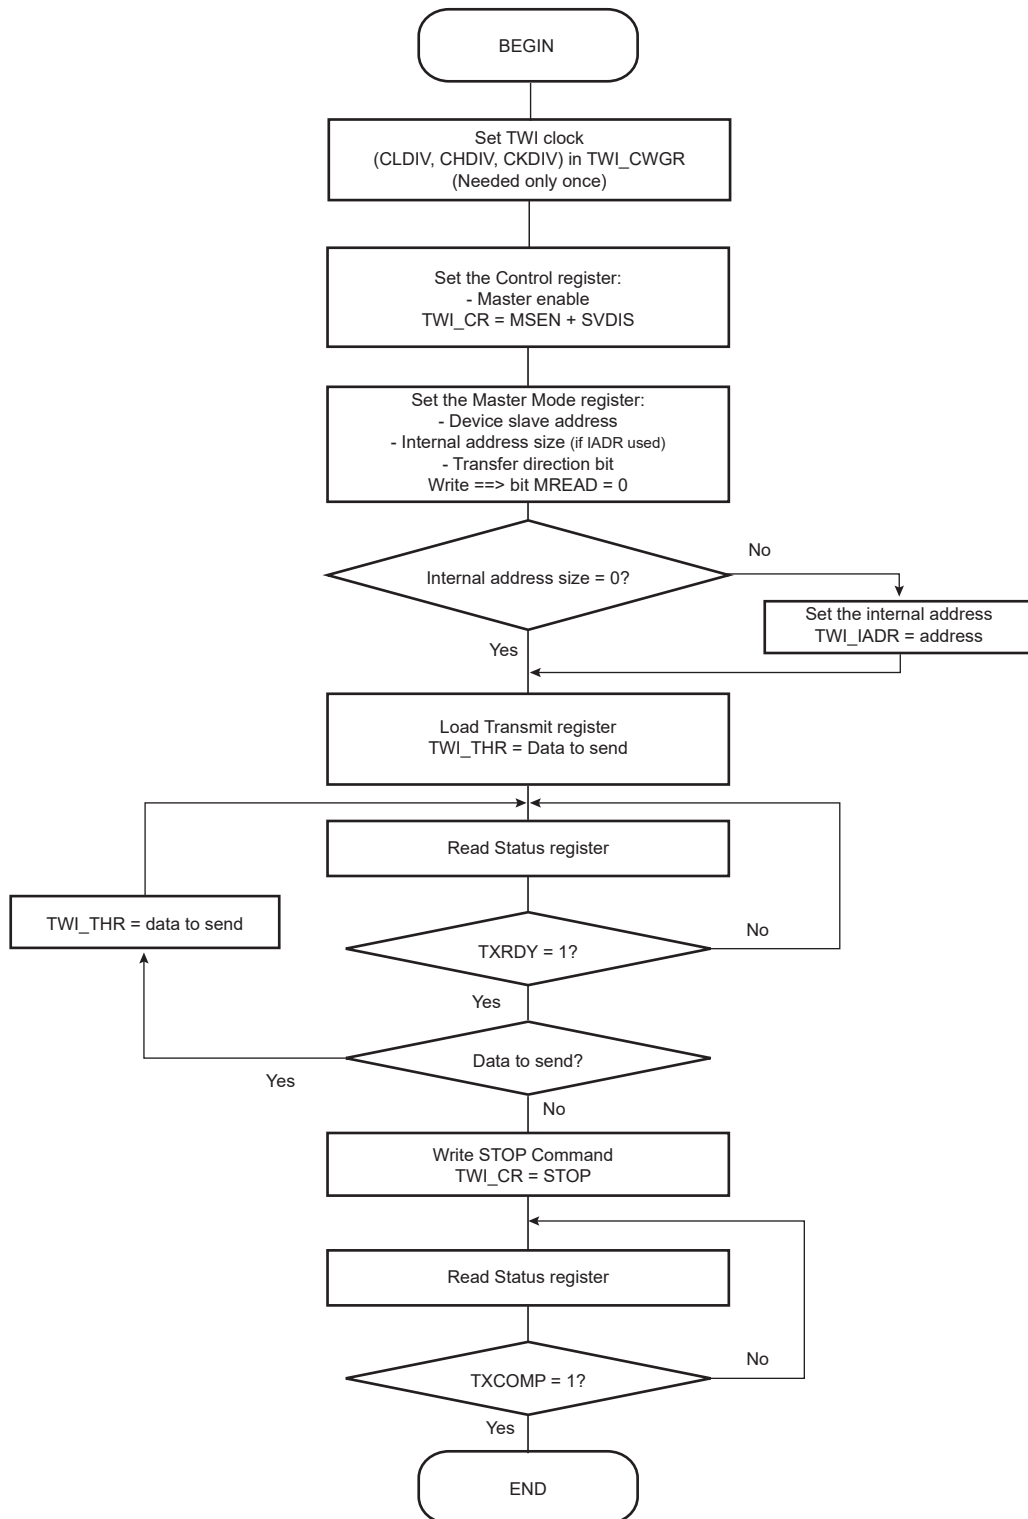 BEGIN
Set TWI clock
(CLDIV, CHDIV, CKDIV) in TWI_CWGR
(Needed only once)
Set the Control register:
- Master enable
TWI_CR = MSEN + SVDIS
Set the Master Mode register:
- Device slave address
- Internal address size (if IADR used)
- Transfer direction bit
Write ==> bit MREAD = 0
Internal address size = 0?
No
Set the internal address
TWI_IADR = address
Yes
Load Transmit register
TWI_THR = Data to send
Read Status register
TWI_THR = data to send
TXRDY = 1?
No
Yes
Data to send?
Yes
No
Write STOP Command
TWI_CR = STOP
Read Status register
TXCOMP = 1?
No
Yes
END